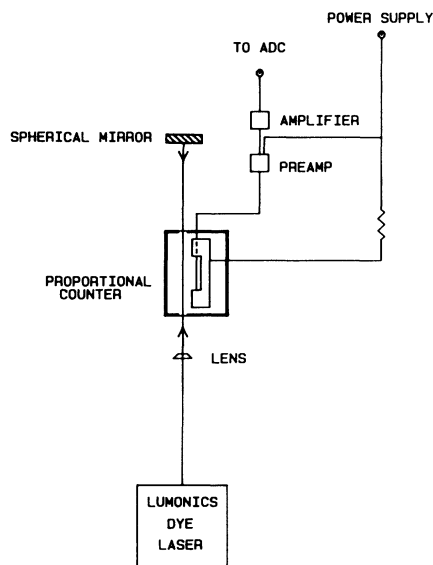 POWER SUPPLY
TO ADC
AMPLIFIER
SPHERICAL MIRROR
PREAMP
PROPORTIONAL
COUNTER
LENS
LUMONICS
DYE
LASER